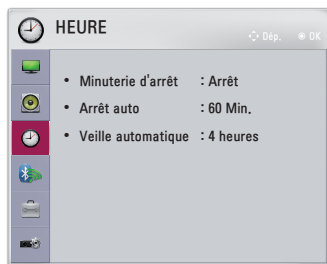 HEURE
Dép. OK
• Minuterie d'arrêt : Arrêt
• Arrêt auto : 60 Min.
• Veille automatique : 4 heures